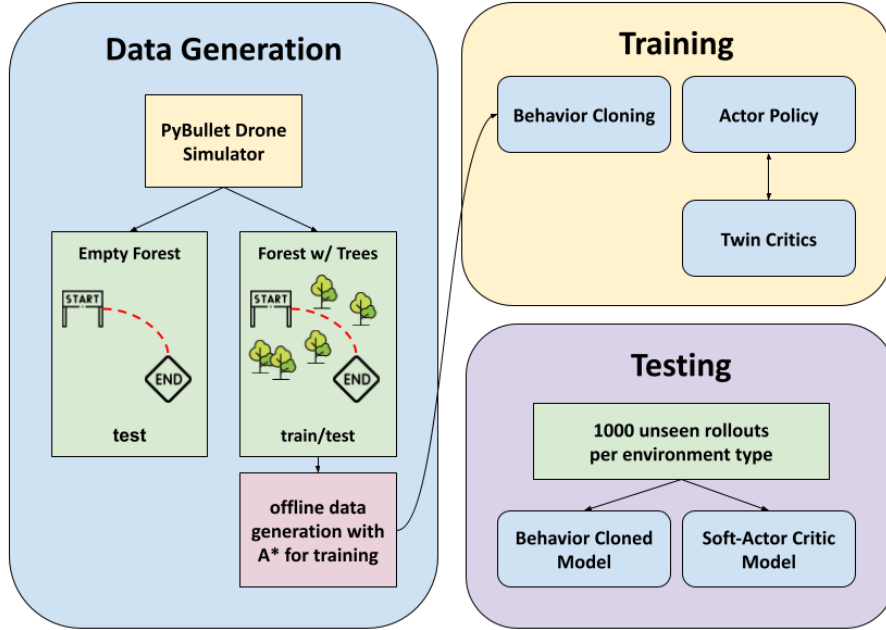 Data Generation
PyBullet Drone
Simulator
Empty Forest
START
END
test
Forest w/ Trees
START
END
train/test
offline data
generation with
A* for training
Training
Behavior Cloning
Actor Policy
Twin Critics
Testing
1000 unseen rollouts
per environment type
Behavior Cloned
Model
Soft-Actor Critic
Model